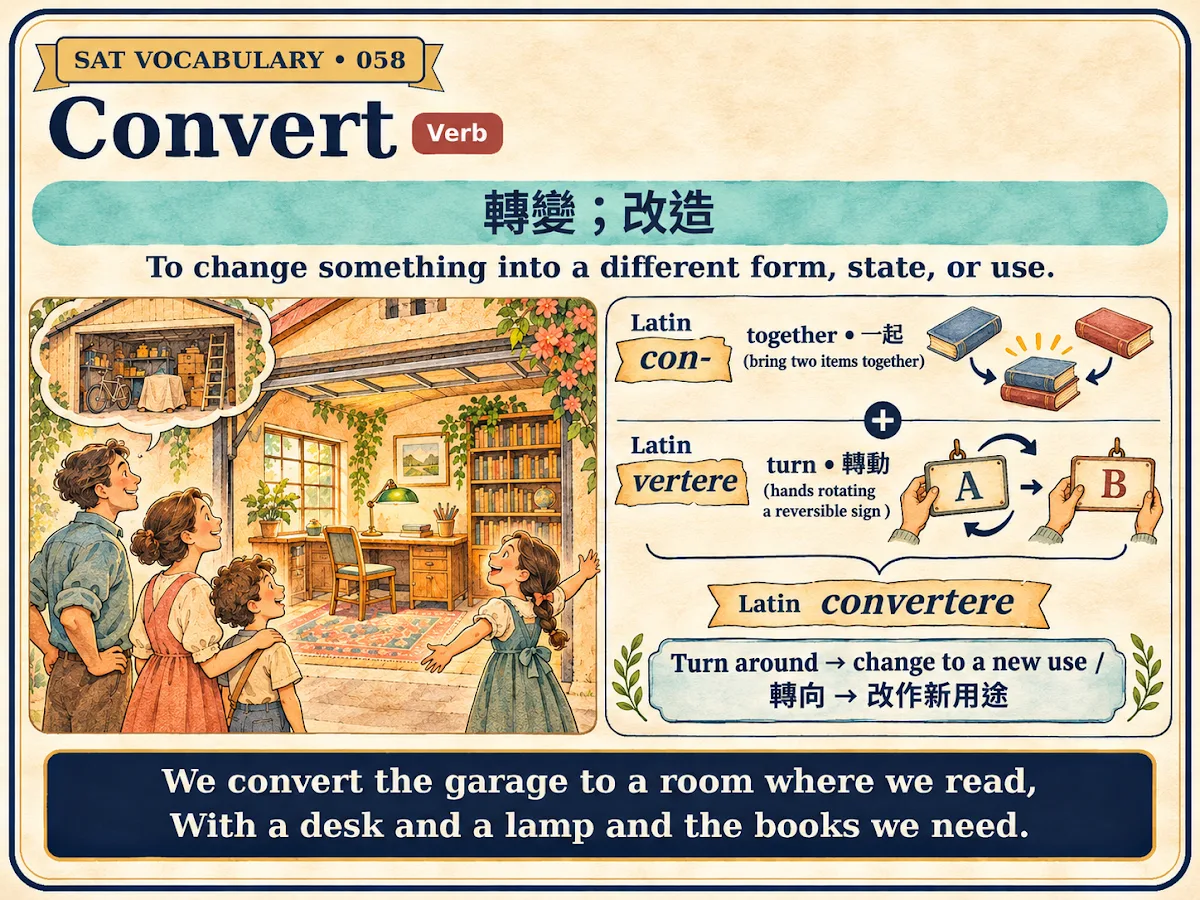 SAT VOCABULARY • 058
Convert
Verb
轉變；改造
To change something into a different form, state, or use.
Latin
con-
together • 一起
(bring two items together)
+
Latin
vertere
turn • 轉動
(hands rotating
a reversible sign )
A
B
Latin convertere
Turn around → change to a new use /
轉向 → 改作新用途
We convert the garage to a room where we read,
With a desk and a lamp and the books we need.